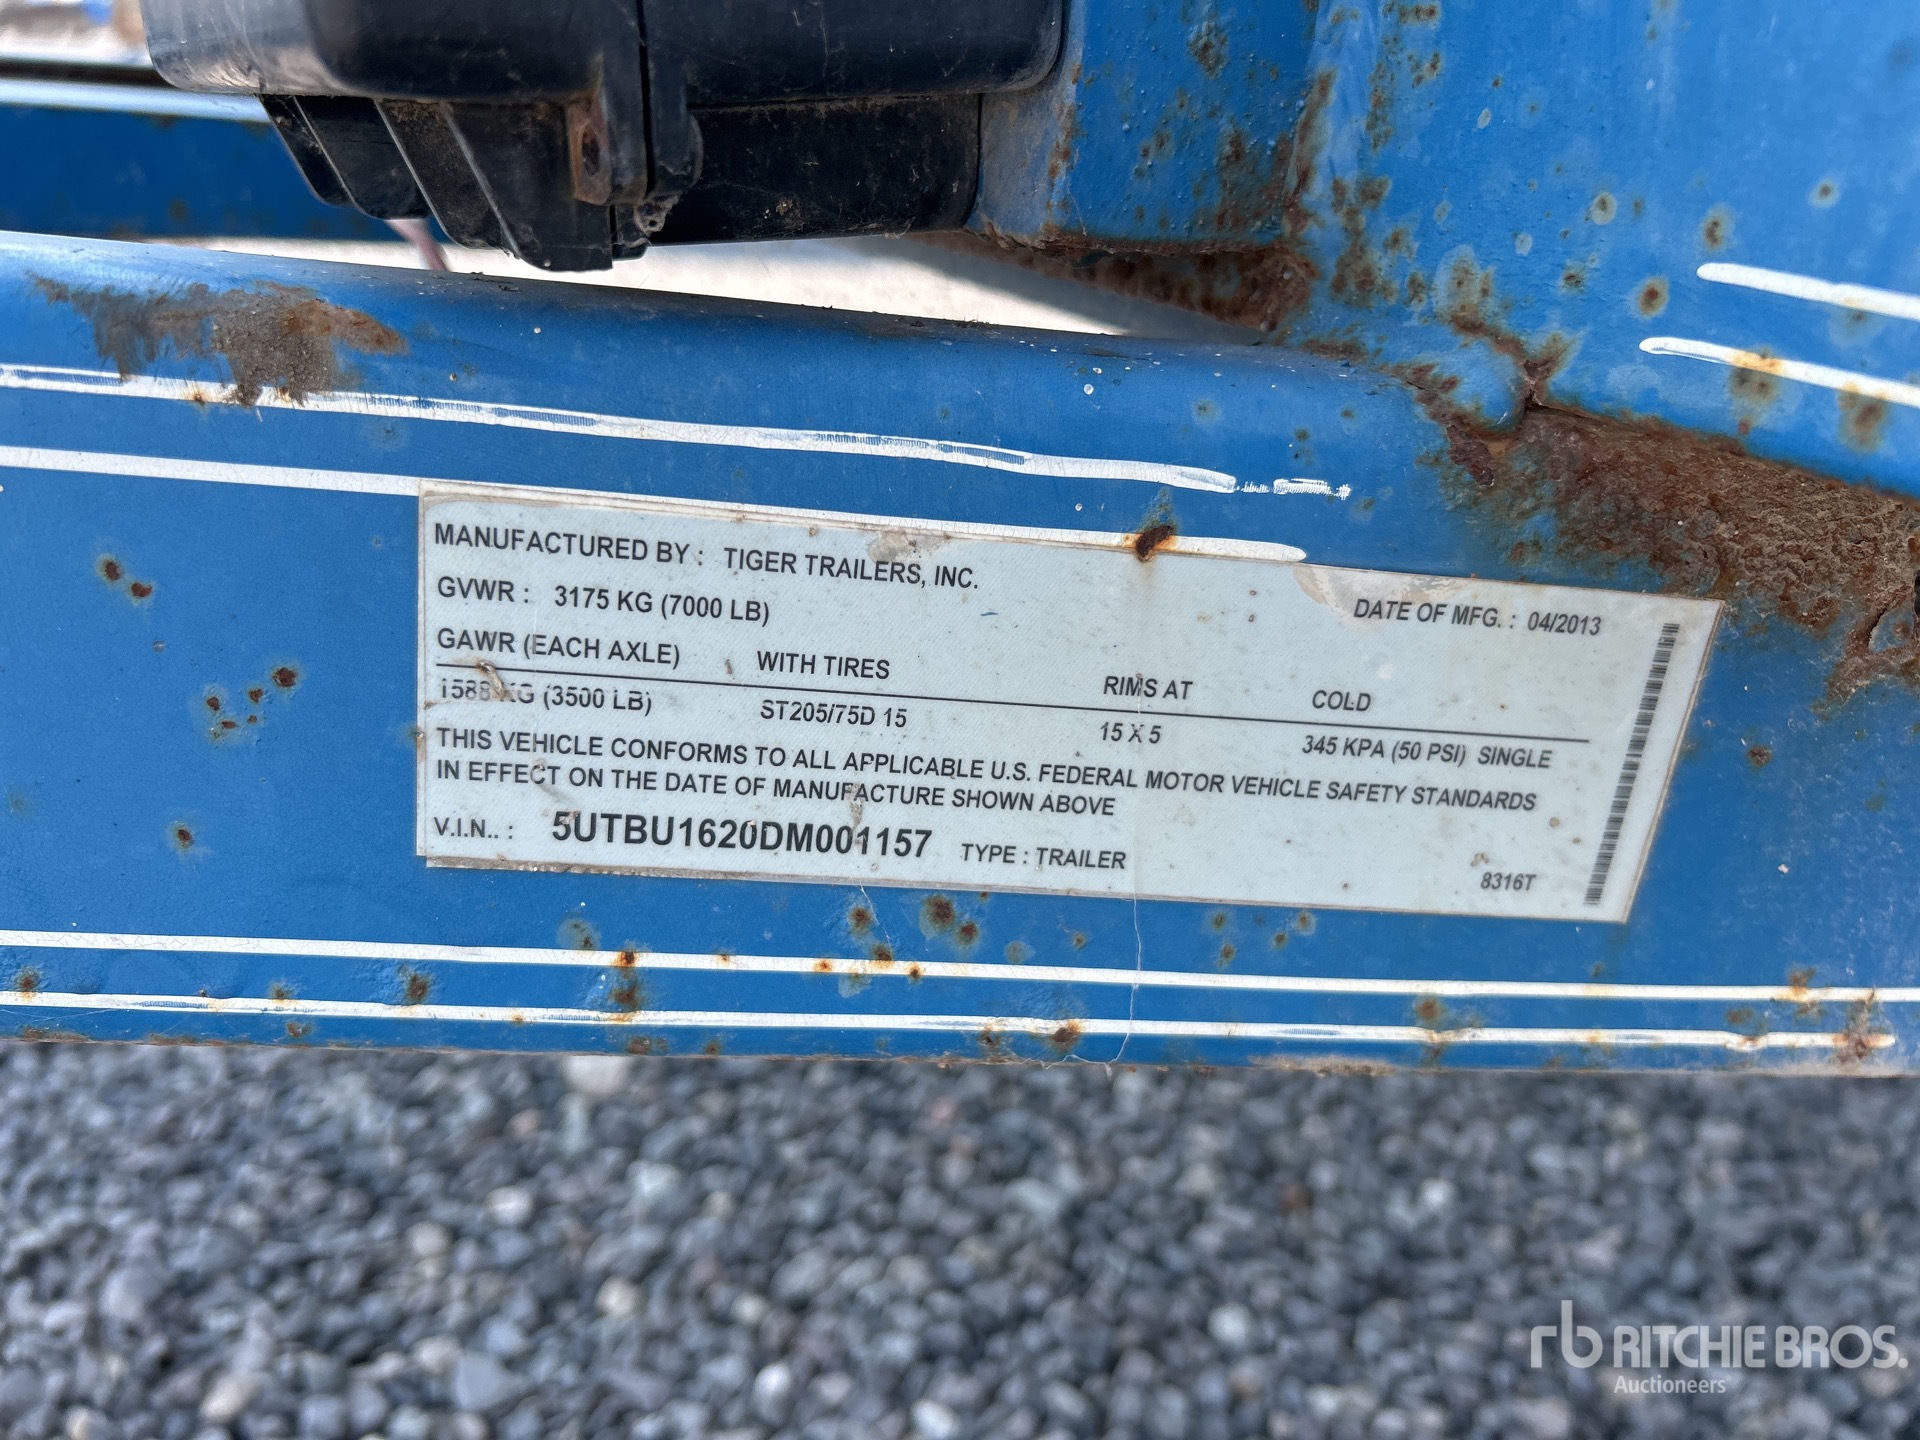 MANUFACTURED BY : TIGER TRAILERS, INC.
GVWR : 3175 KG (7000 LB)
DATE OF MFG. : 04/2013
GAWR (EACH AXLE) WITH TIRES RIMS AT COLD
1588 KG (3500 LB) ST205/75D 15 15 X 5 345 KPA (50 PSI) SINGLE
THIS VEHICLE CONFORMS TO ALL APPLICABLE U.S. FEDERAL MOTOR VEHICLE SAFETY STANDARDS
IN EFFECT ON THE DATE OF MANUFACTURE SHOWN ABOVE
V.I.N.. : 5UTBU1620DM001157 TYPE : TRAILER
8316T
rb RITCHIE BROS.
Auctioneers